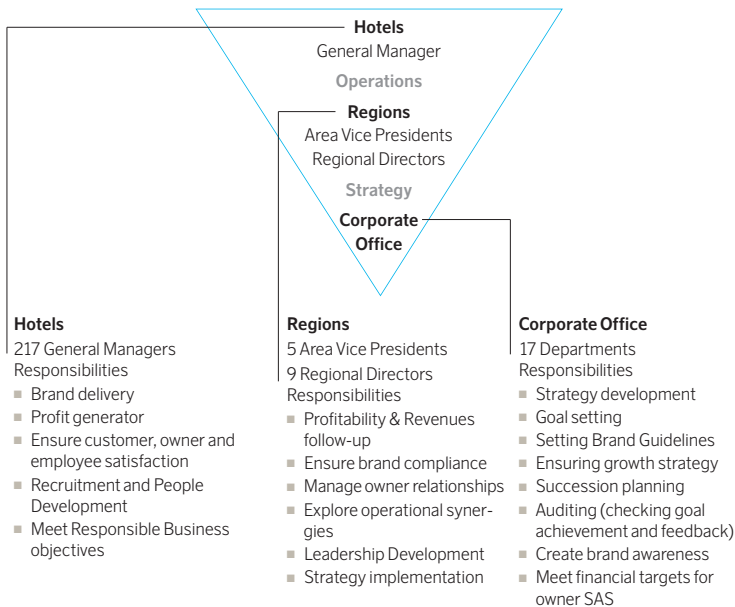 Hotels
General Manager
Operations
Regions
Area Vice Presidents
Regional Directors
Strategy
Corporate
Office
Hotels
217 General Managers
Responsibilities
■ Brand delivery
■ Profit generator
■ Ensure customer, owner and
employee satisfaction
■ Recruitment and People
Development
■ Meet Responsible Business
objectives
Regions
5 Area Vice Presidents
9 Regional Directors
Responsibilities
■ Profitability & Revenues
follow-up
■ Ensure brand compliance
■ Manage owner relationships
■ Explore operational syner-
gies
■ Leadership Development
■ Strategy implementation
Corporate Office
17 Departments
Responsibilities
■ Strategy development
■ Goal setting
■ Setting Brand Guidelines
■ Ensuring growth strategy
■ Succession planning
■ Auditing (checking goal
achievement and feedback)
■ Create brand awareness
■ Meet financial targets for
owner SAS